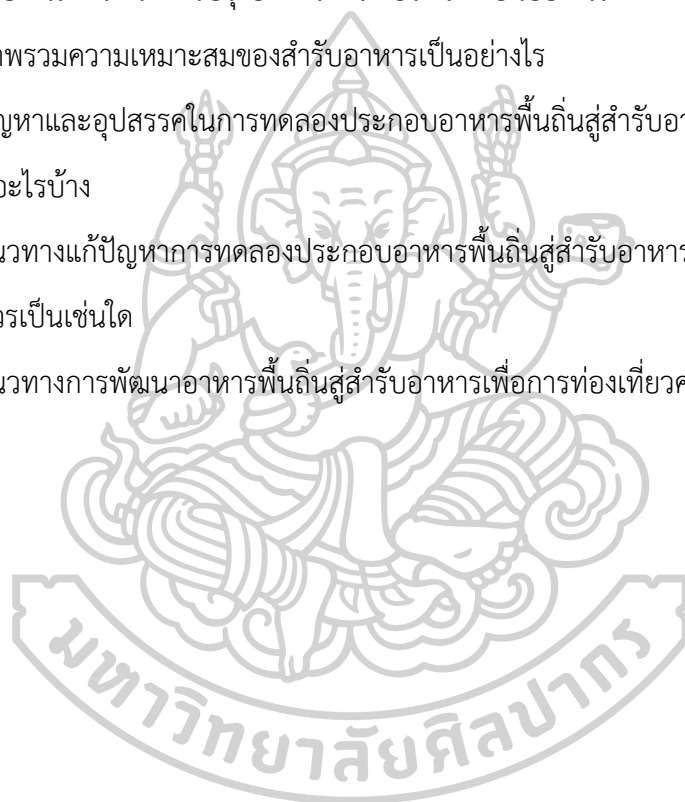 าพรวมความเหมาะสมของสำรับอาหารเป็นอย่างไร
ญหาและอุปสรรคในการทดลองประกอบอาหารพื้นถิ่นสู่สำรับอา
อะไรบ้าง
นวทางแก้ปัญหาการทดลองประกอบอาหารพื้นถิ่นสู่สำรับอาหาร
วรเป็นเช่นใด
นวทางการพัฒนาอาหารพื้นถิ่นสู่สำรับอาหารเพื่อการท่องเที่ยวค
มหาวิทยาลัยศิลปากร